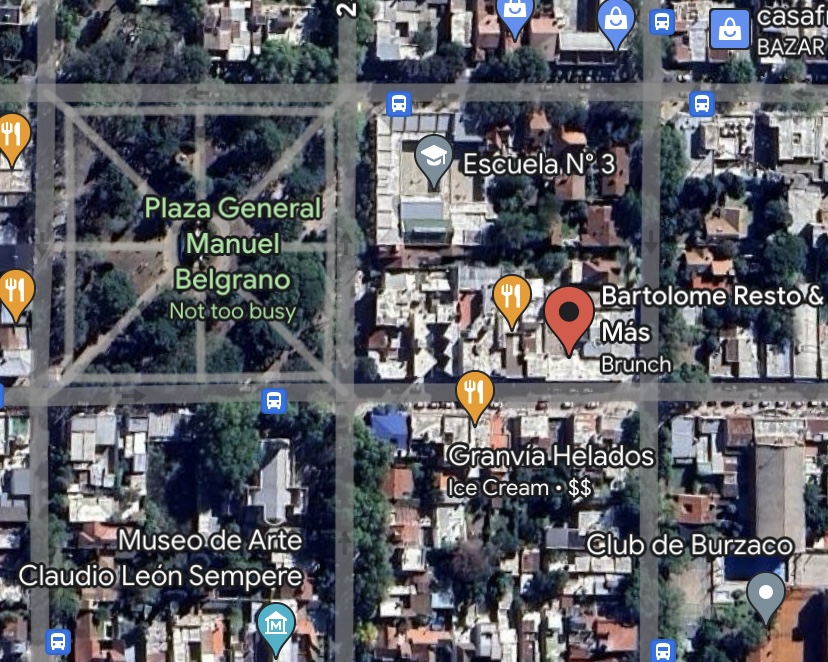 2
casaf
BAZAR
Escuela N° 3
Plaza General
Manuel
Belgrano
Not too busy
Bartolome Resto &
Más
Brunch
Granvía Helados
Ice Cream • $$
Museo de Arte
Claudio León Sempere
Club de Burzaco
M